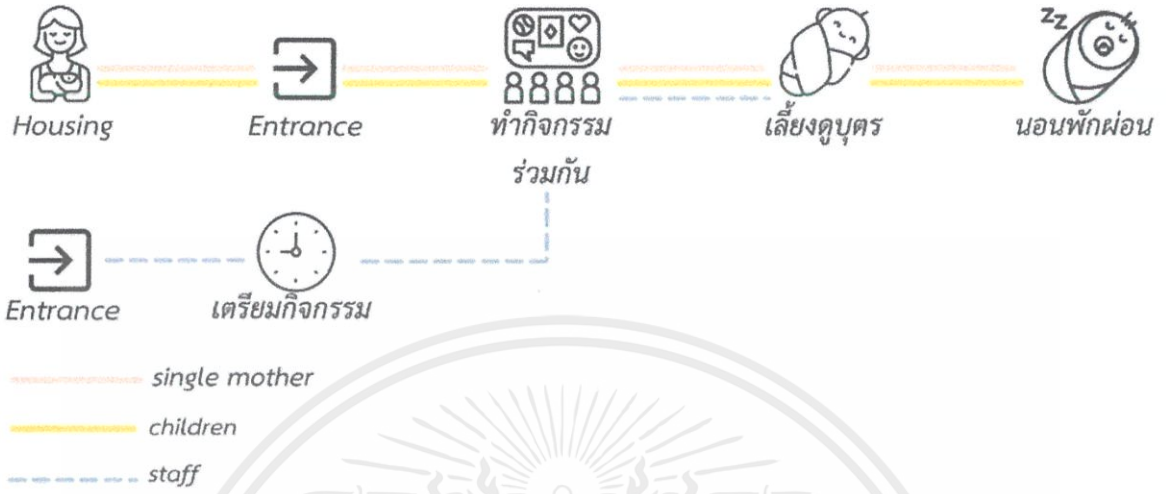 zz
Housing
Entrance
ทำกิจกรรม
ร่วมกัน
เลี้ยงดูบุตร
นอนพักผ่อน
Entrance
เตรียมกิจกรรม
single mother
children
staff